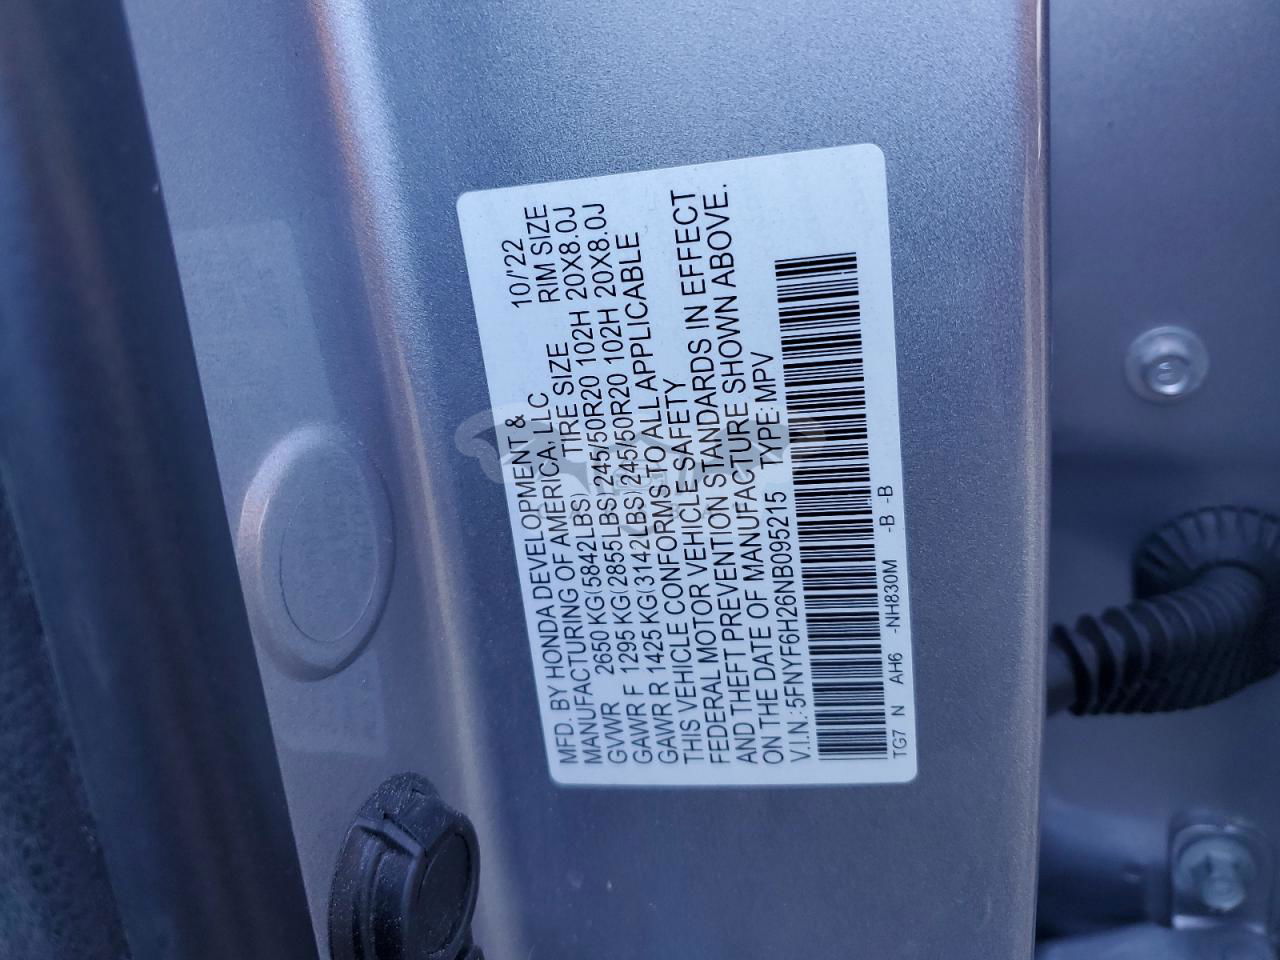 MFD. BY HONDA DEVELOPMENT & 10/'22
MANUFACTURING OF AMERICA, LLC RIM SIZE
GVWR 2650 KG(5842LBS) TIRE SIZE
GAWR F 1295 KG(2855LBS) 245/50R20 102H 20X8.0J
GAWR R 1425 KG(3142LBS) 245/50R20 102H 20X8.0J
THIS VEHICLE CONFORMS TO ALL APPLICABLE
FEDERAL MOTOR VEHICLE SAFETY
AND THEFT PREVENTION STANDARDS IN EFFECT
ON THE DATE OF MANUFACTURE SHOWN ABOVE.
V.I.N.: 5FNYF6H26NB095215 TYPE: MPV
TG7 N AH6 -NH830M -B -B